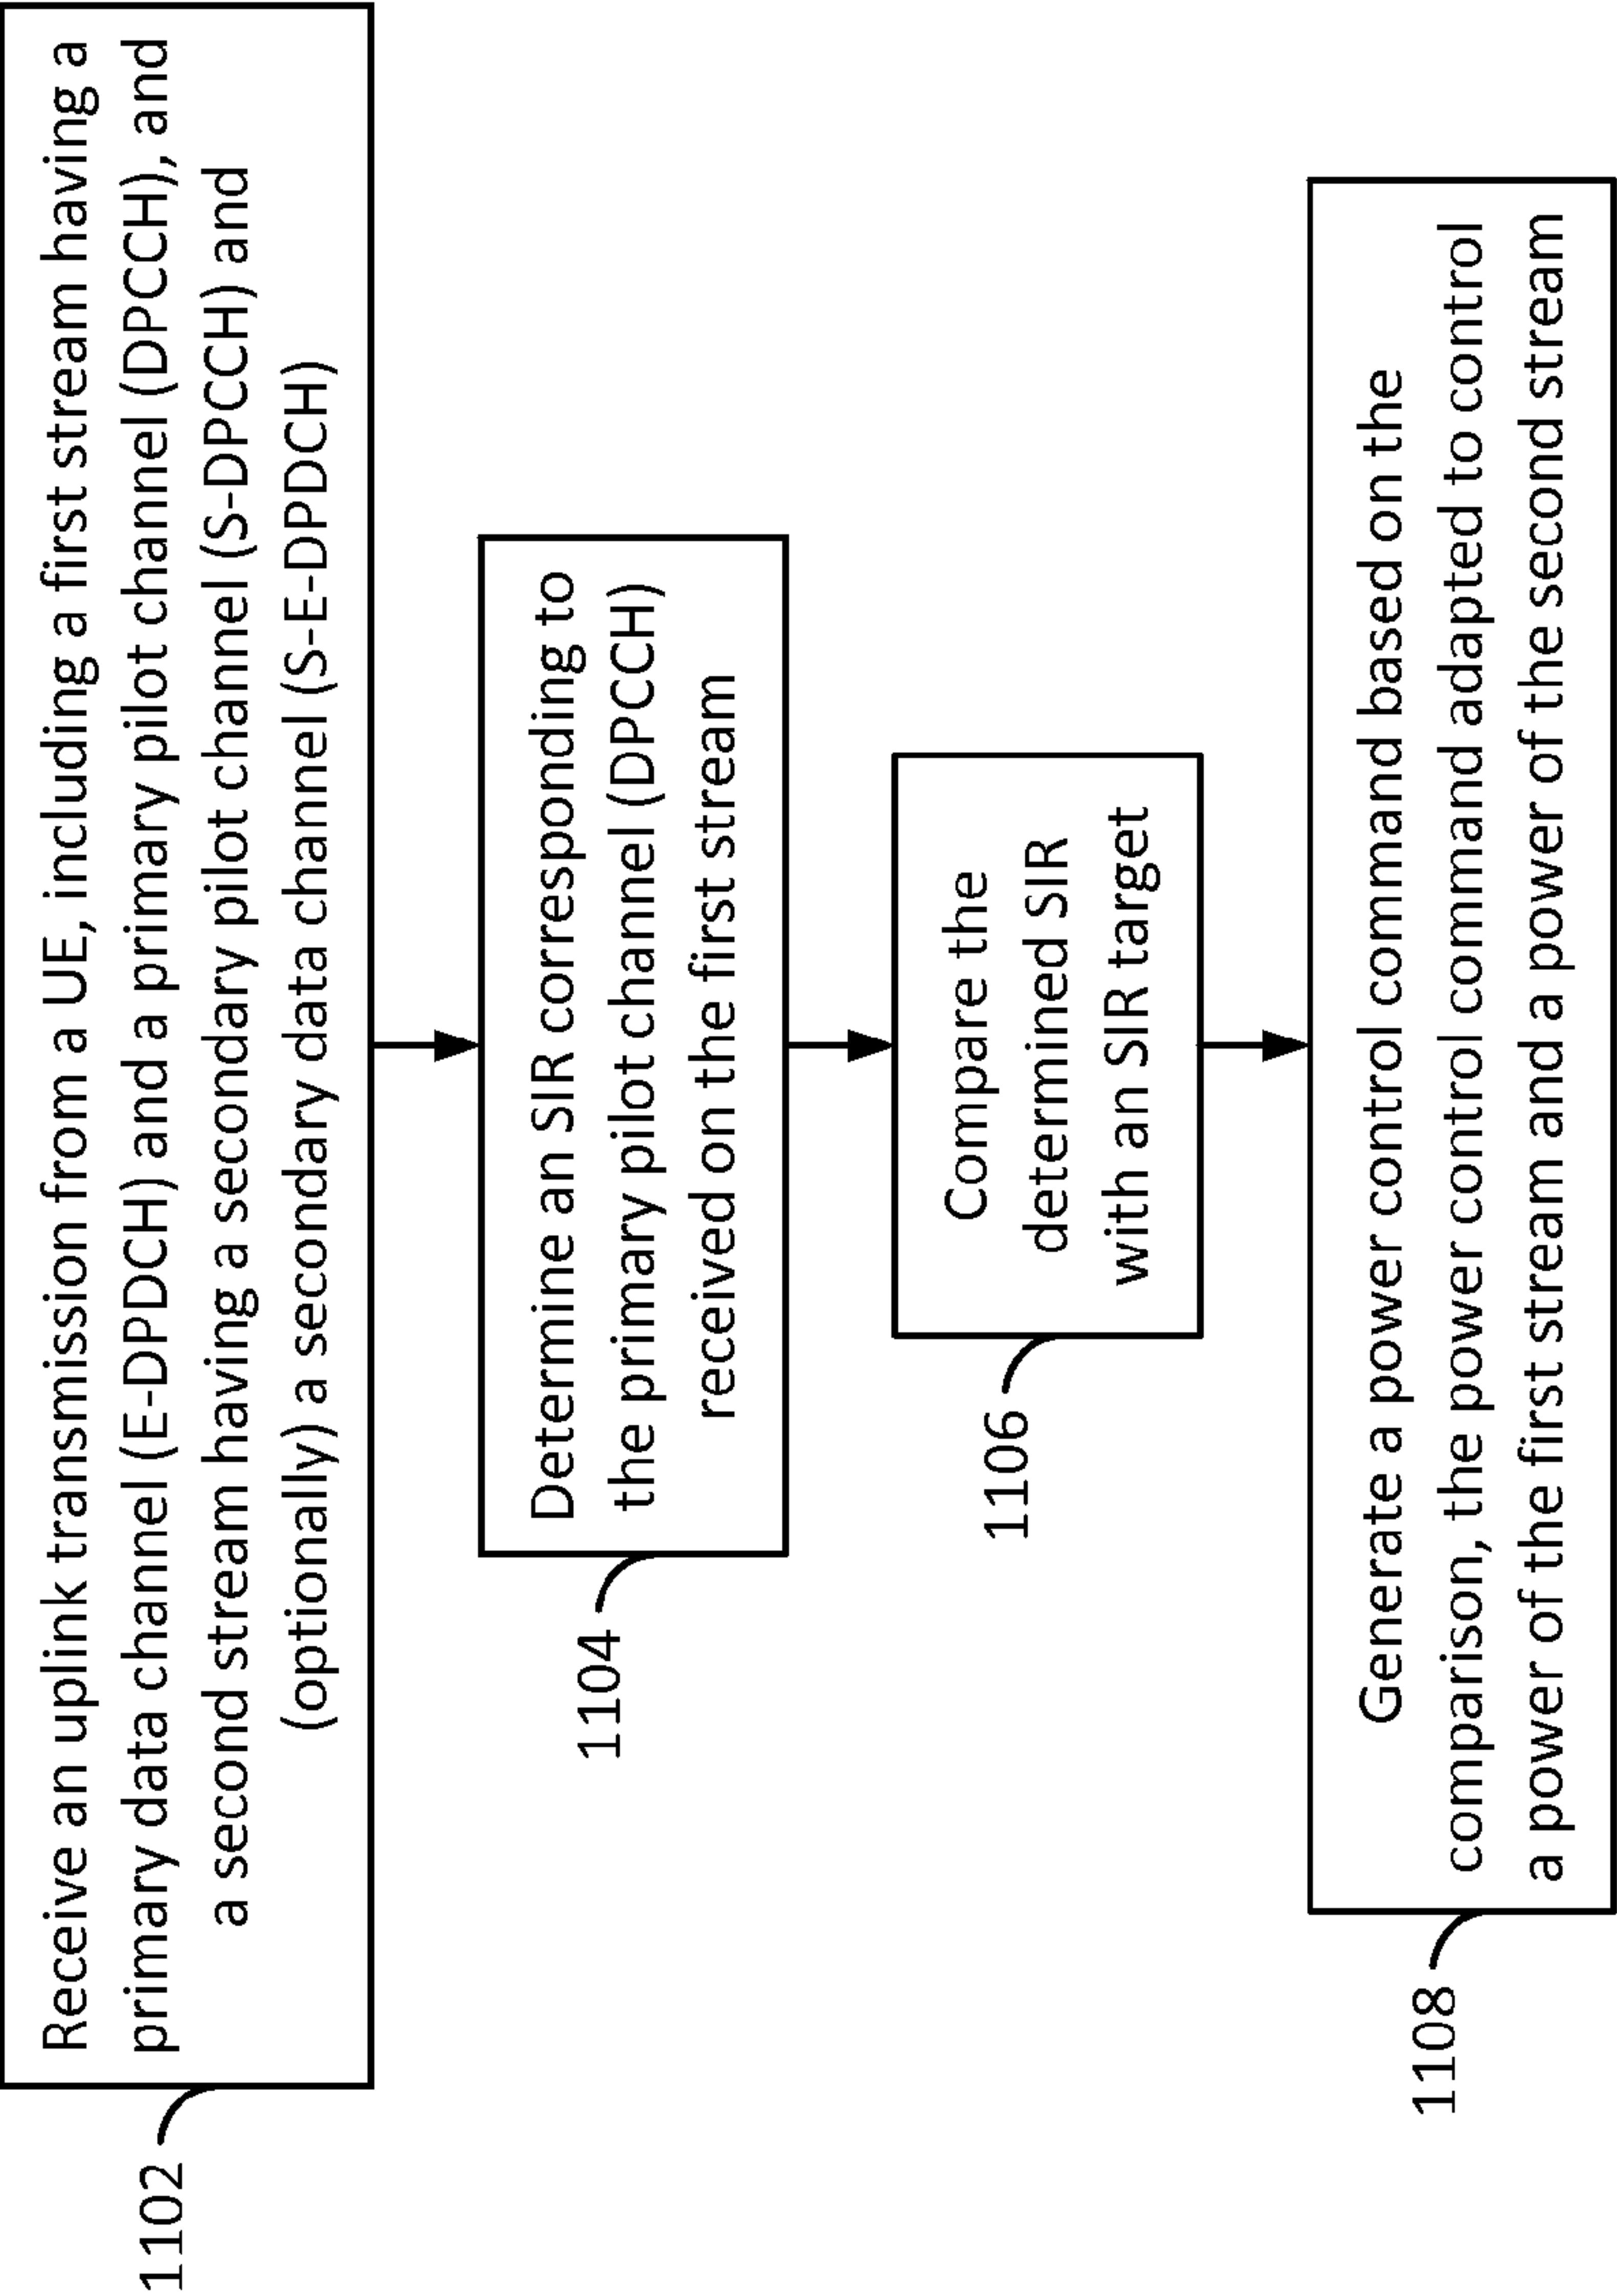 Receive an uplink transmission from a UE, including a first stream having a
primary data channel (E-DPDCH) and a primary pilot channel (DPCCH), and
a second stream having a secondary pilot channel (S-DPCCH) and
(optionally) a secondary data channel (S-E-DPDCH)
1102
Determine an SIR corresponding to
the primary pilot channel (DPCCH)
received on the first stream
1104
Compare the
determined SIR
with an SIR target
1106
Generate a power control command based on the
comparison, the power control command adapted to control
a power of the first stream and a power of the second stream
1108